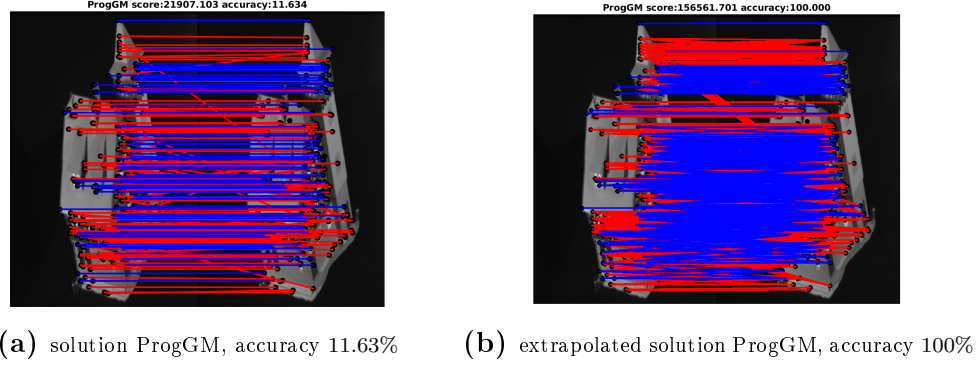 ProgGM score:21907.103 accuracy:11.634
ProgGM score:156561.701 accuracy:100.000
(a) solution ProgGM, accuracy 11.63%
(b) extrapolated solution ProgGM, accuracy 100%